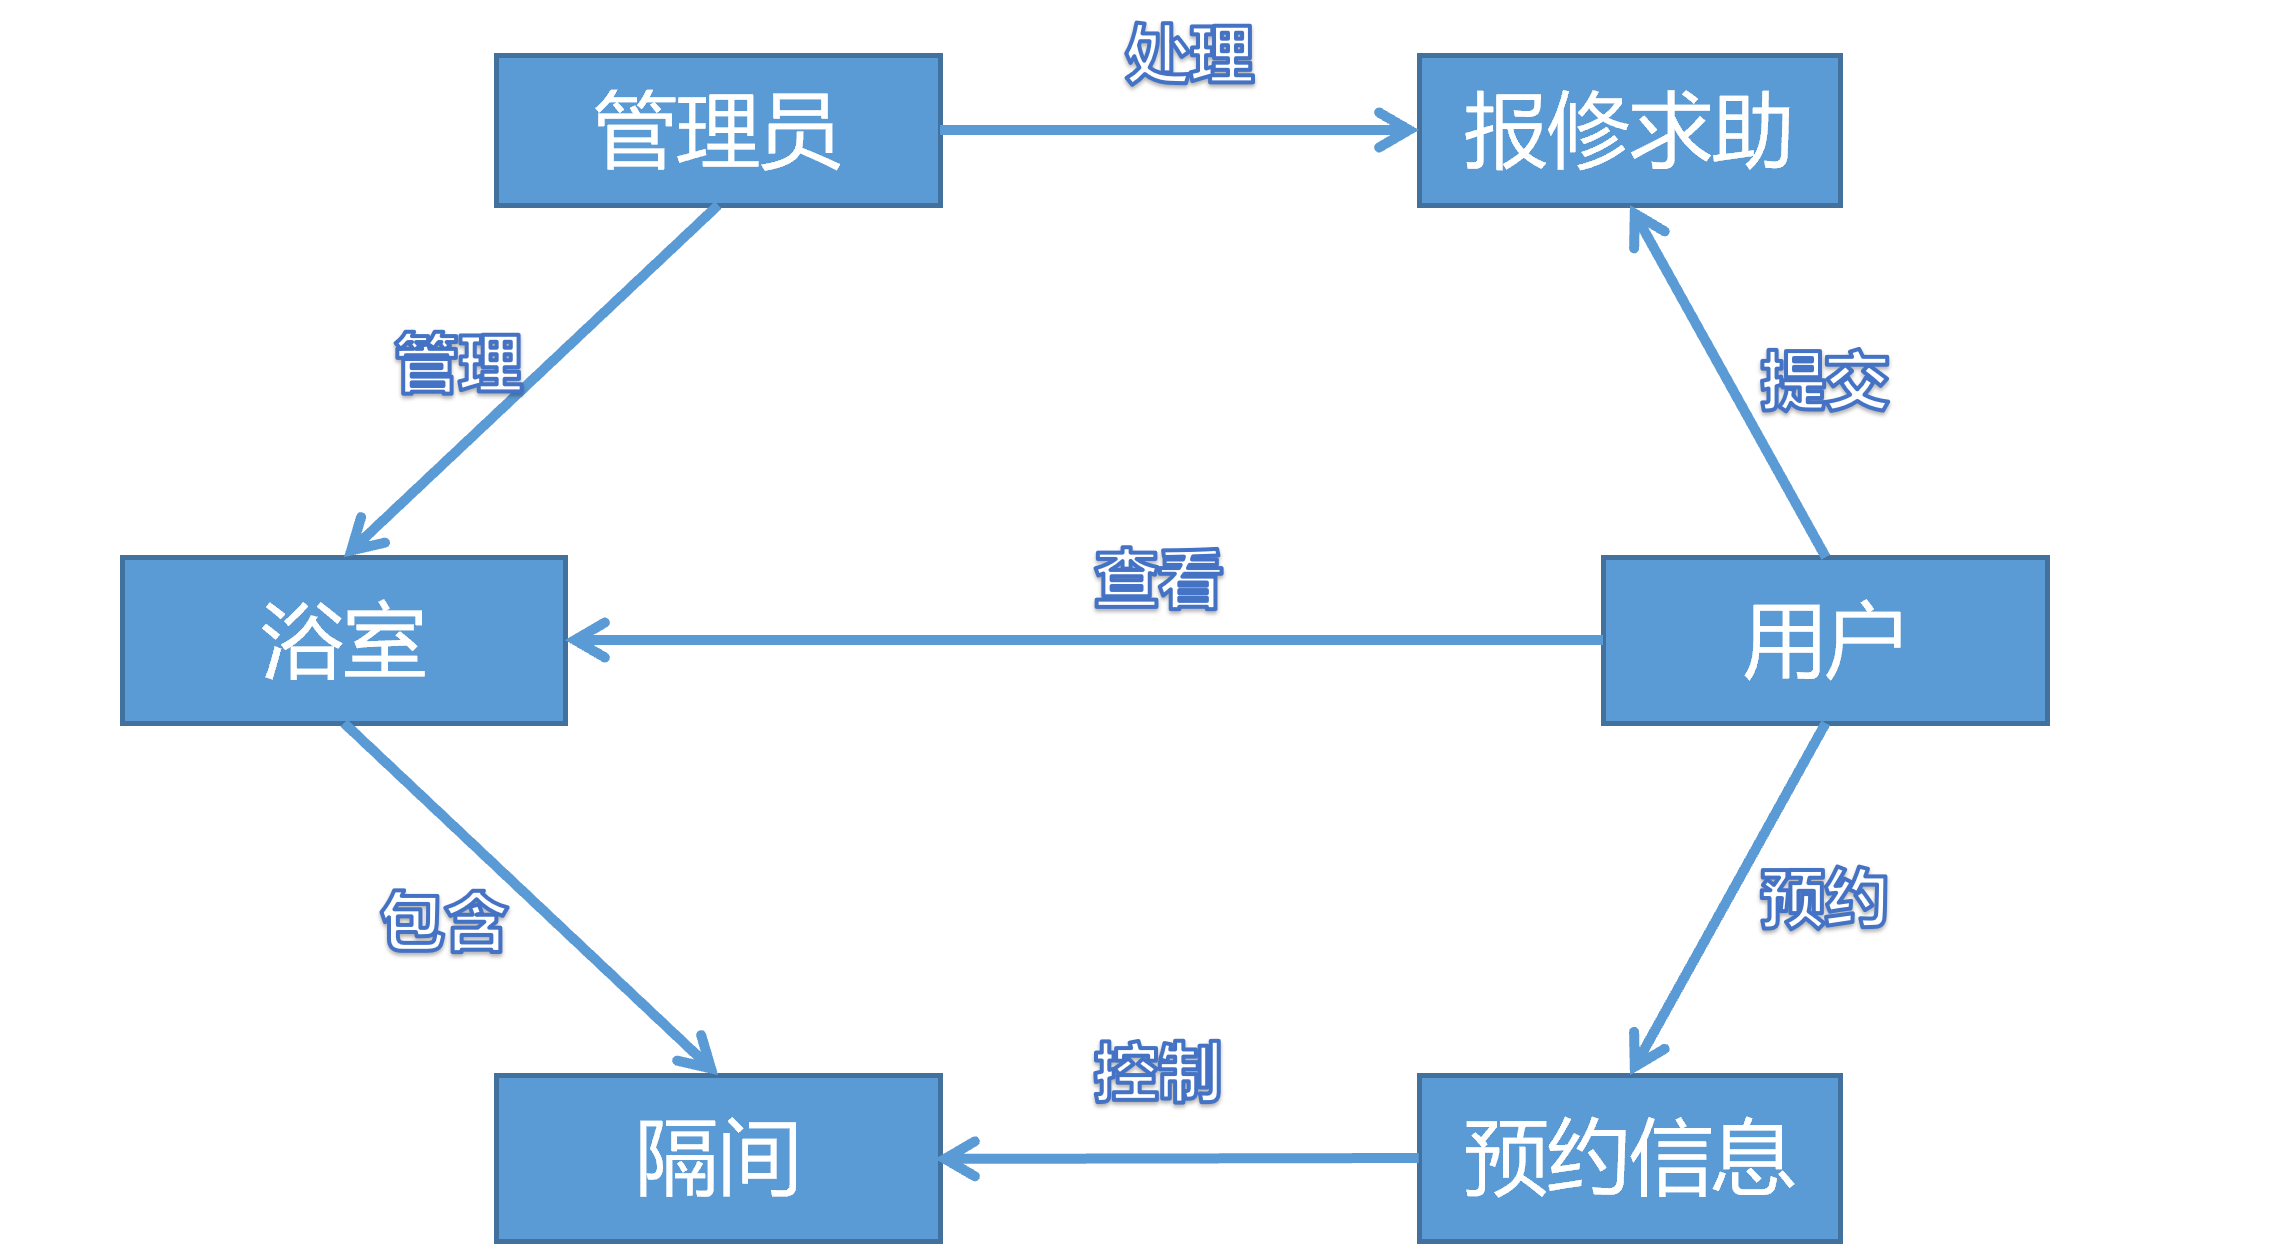 处理
管理员
报修求助
管理
提交
查看
浴室
用户
包含
预约
控制
隔间
预约信息